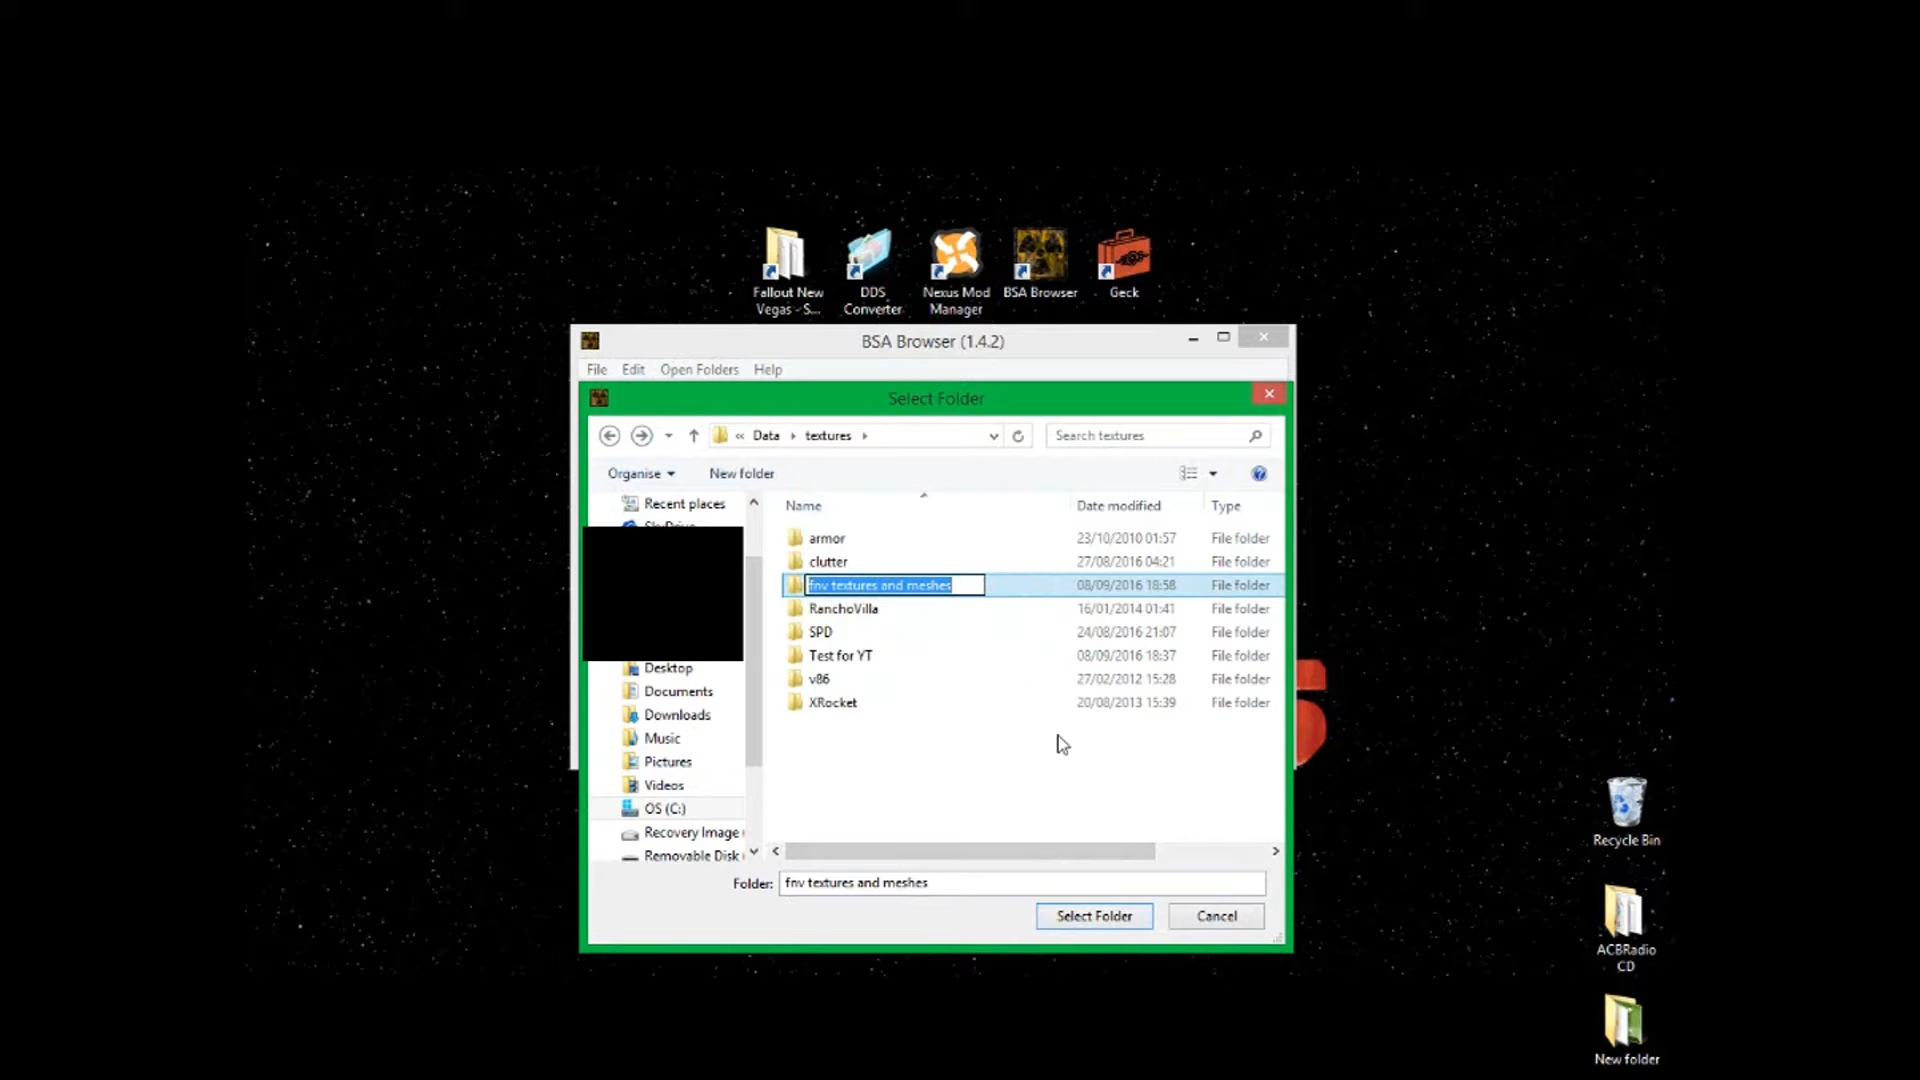 Fallout New
Vegas - S...
DDS
Converter
Nexus Mod
Manager
BSA Browser
Geck
BSA Browser (1.4.2)
File Edit Open Folders Help
Select Folder
« Data textures
Search textures
Organise New folder
Recent places
SkyDrive
Desktop
Documents
Downloads
Music
Pictures
Videos
OS (C:)
Recovery Image (
Removable Disk (
Name Date modified Type
armor 23/10/2010 01:57 File folder
clutter 27/08/2016 04:21 File folder
fnv textures and meshes 08/09/2016 18:58 File folder
RanchoVilla 16/01/2014 01:41 File folder
SPD 24/08/2016 21:07 File folder
Test for YT 08/09/2016 18:37 File folder
v86 27/02/2012 15:28 File folder
XRocket 20/08/2013 15:39 File folder
Folder: fnv textures and meshes
Select Folder Cancel
Recycle Bin
ACBRadio
CD
New folder